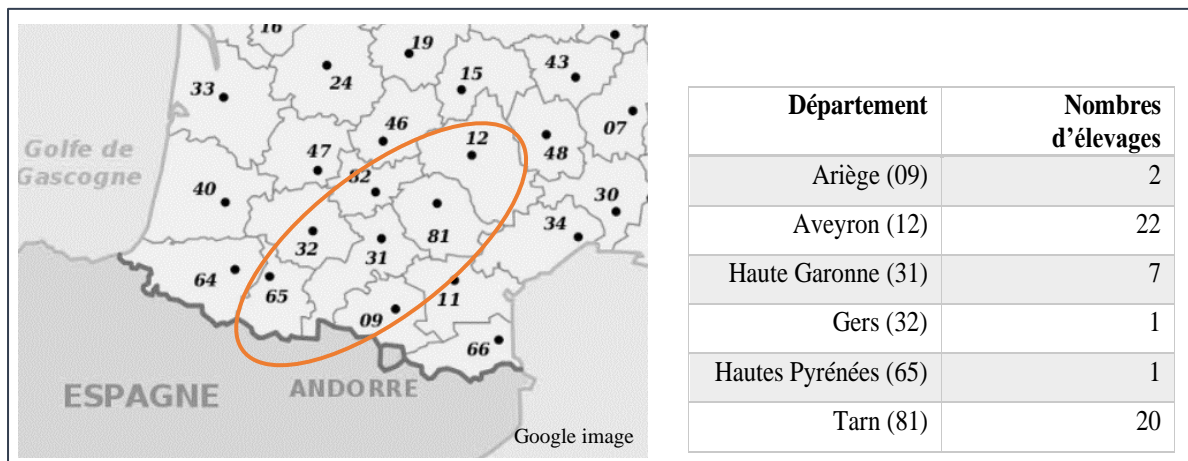 16
19
43
24
15
33
07
46
12
Golfe de
Gascogne
47
48
82
40
30
34
32
81
31
64
65
11
09
66
ESPAGNE
ANDORRE
Google image
Département Nombres
d’élevages
Ariège (09) 2
Aveyron (12) 22
Haute Garonne (31) 7
Gers (32) 1
Hautes Pyrénées (65) 1
Tarn (81) 20